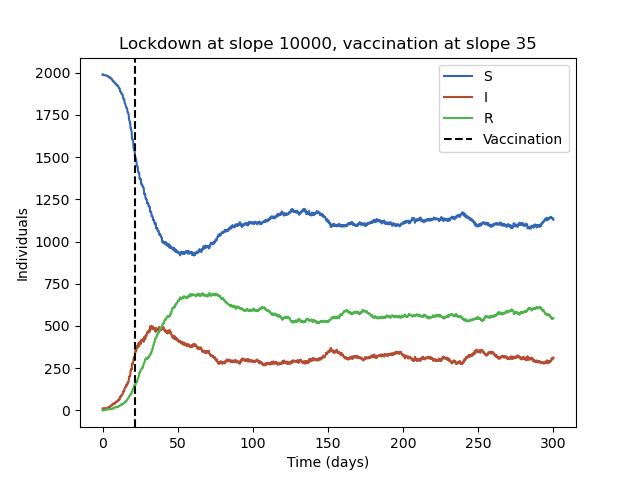 Lockdown at slope 10000, vaccination at slope 35
S
I
R
Vaccination
Individuals
2000
1750
1500
1250
1000
750
500
250
0
0 50 100 150 200 250 300
Time (days)